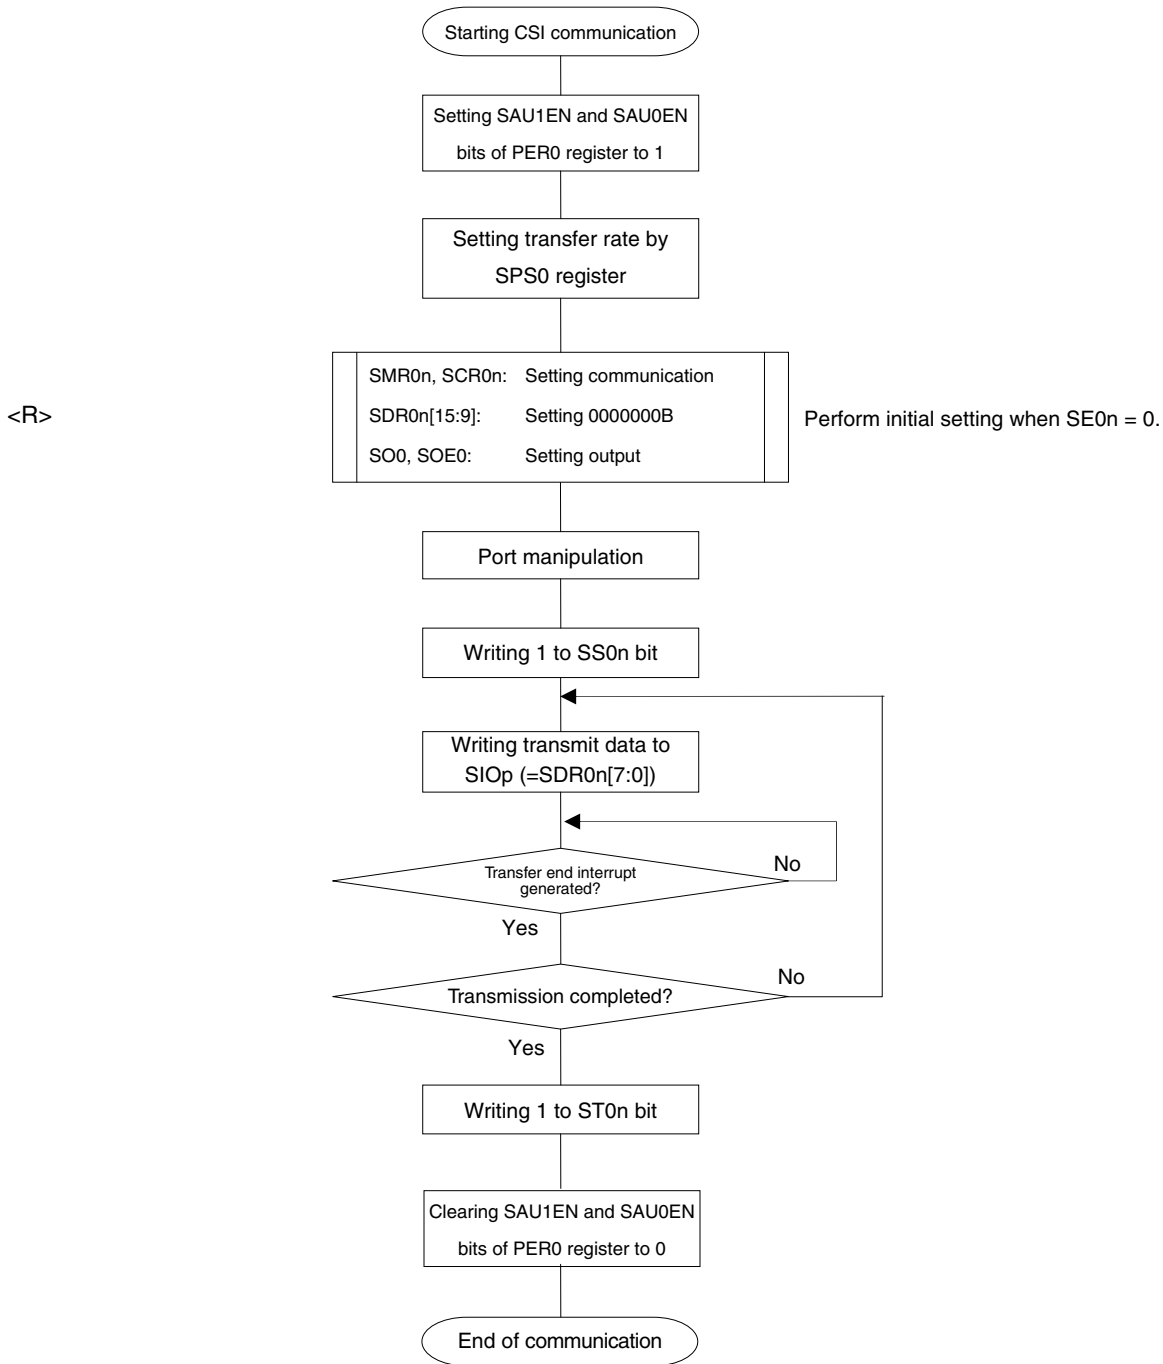 Starting CSI communication
Setting SAU1EN and SAU0EN
bits of PER0 register to 1
Setting transfer rate by
SPS0 register
<R>
SMR0n, SCR0n: Setting communication
SDR0n[15:9]: Setting 0000000B
SO0, SOE0: Setting output
Perform initial setting when SE0n = 0.
Port manipulation
Writing 1 to SS0n bit
Writing transmit data to
SIOp (=SDR0n[7:0])
Transfer end interrupt
generated?
No
Yes
Transmission completed?
No
Yes
Writing 1 to ST0n bit
Clearing SAU1EN and SAU0EN
bits of PER0 register to 0
End of communication